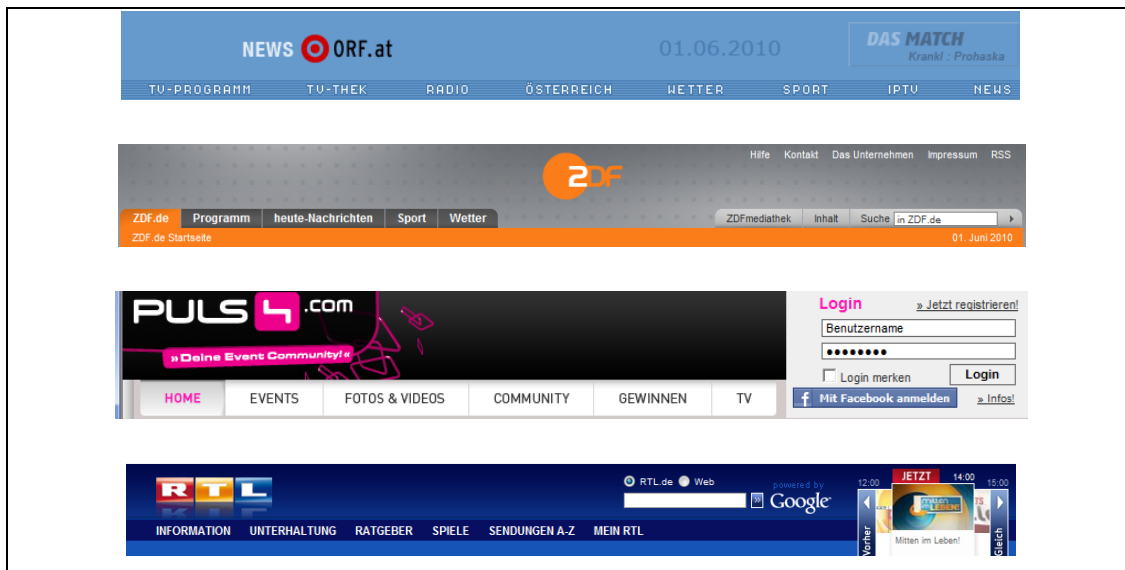 NEWS ORF.at 01.06.2010 DAS MATCH
Krankl : Prohaska
TV-PROGRAMM TV-THEK RADIO ÖSTERREICH WETTER SPORT IPTV NEWS
Hilfe Kontakt Das Unternehmen Impressum RSS
2DF
ZDF.de Programm heute-Nachrichten Sport Wetter ZDFmediathek Inhalt Suche in ZDF.de
ZDF.de Startseite 01. Juni 2010
PULS 4 .com
» Deine Event Community! «
Login » Jetzt registrieren!
Benutzername
Login merken Login
HOME EVENTS FOTOS & VIDEOS COMMUNITY GEWINNEN TV
f Mit Facebook anmelden » Infos!
RTL
RTL.de Web
powered by
» Google
12:00 JETZT 14:00 15:00
mitten im LEBEN!
Vorher Mitten im Leben! Gleich
INFORMATION UNTERHALTUNG RATGEBER SPIELE SENDUNGEN A-Z MEIN RTL